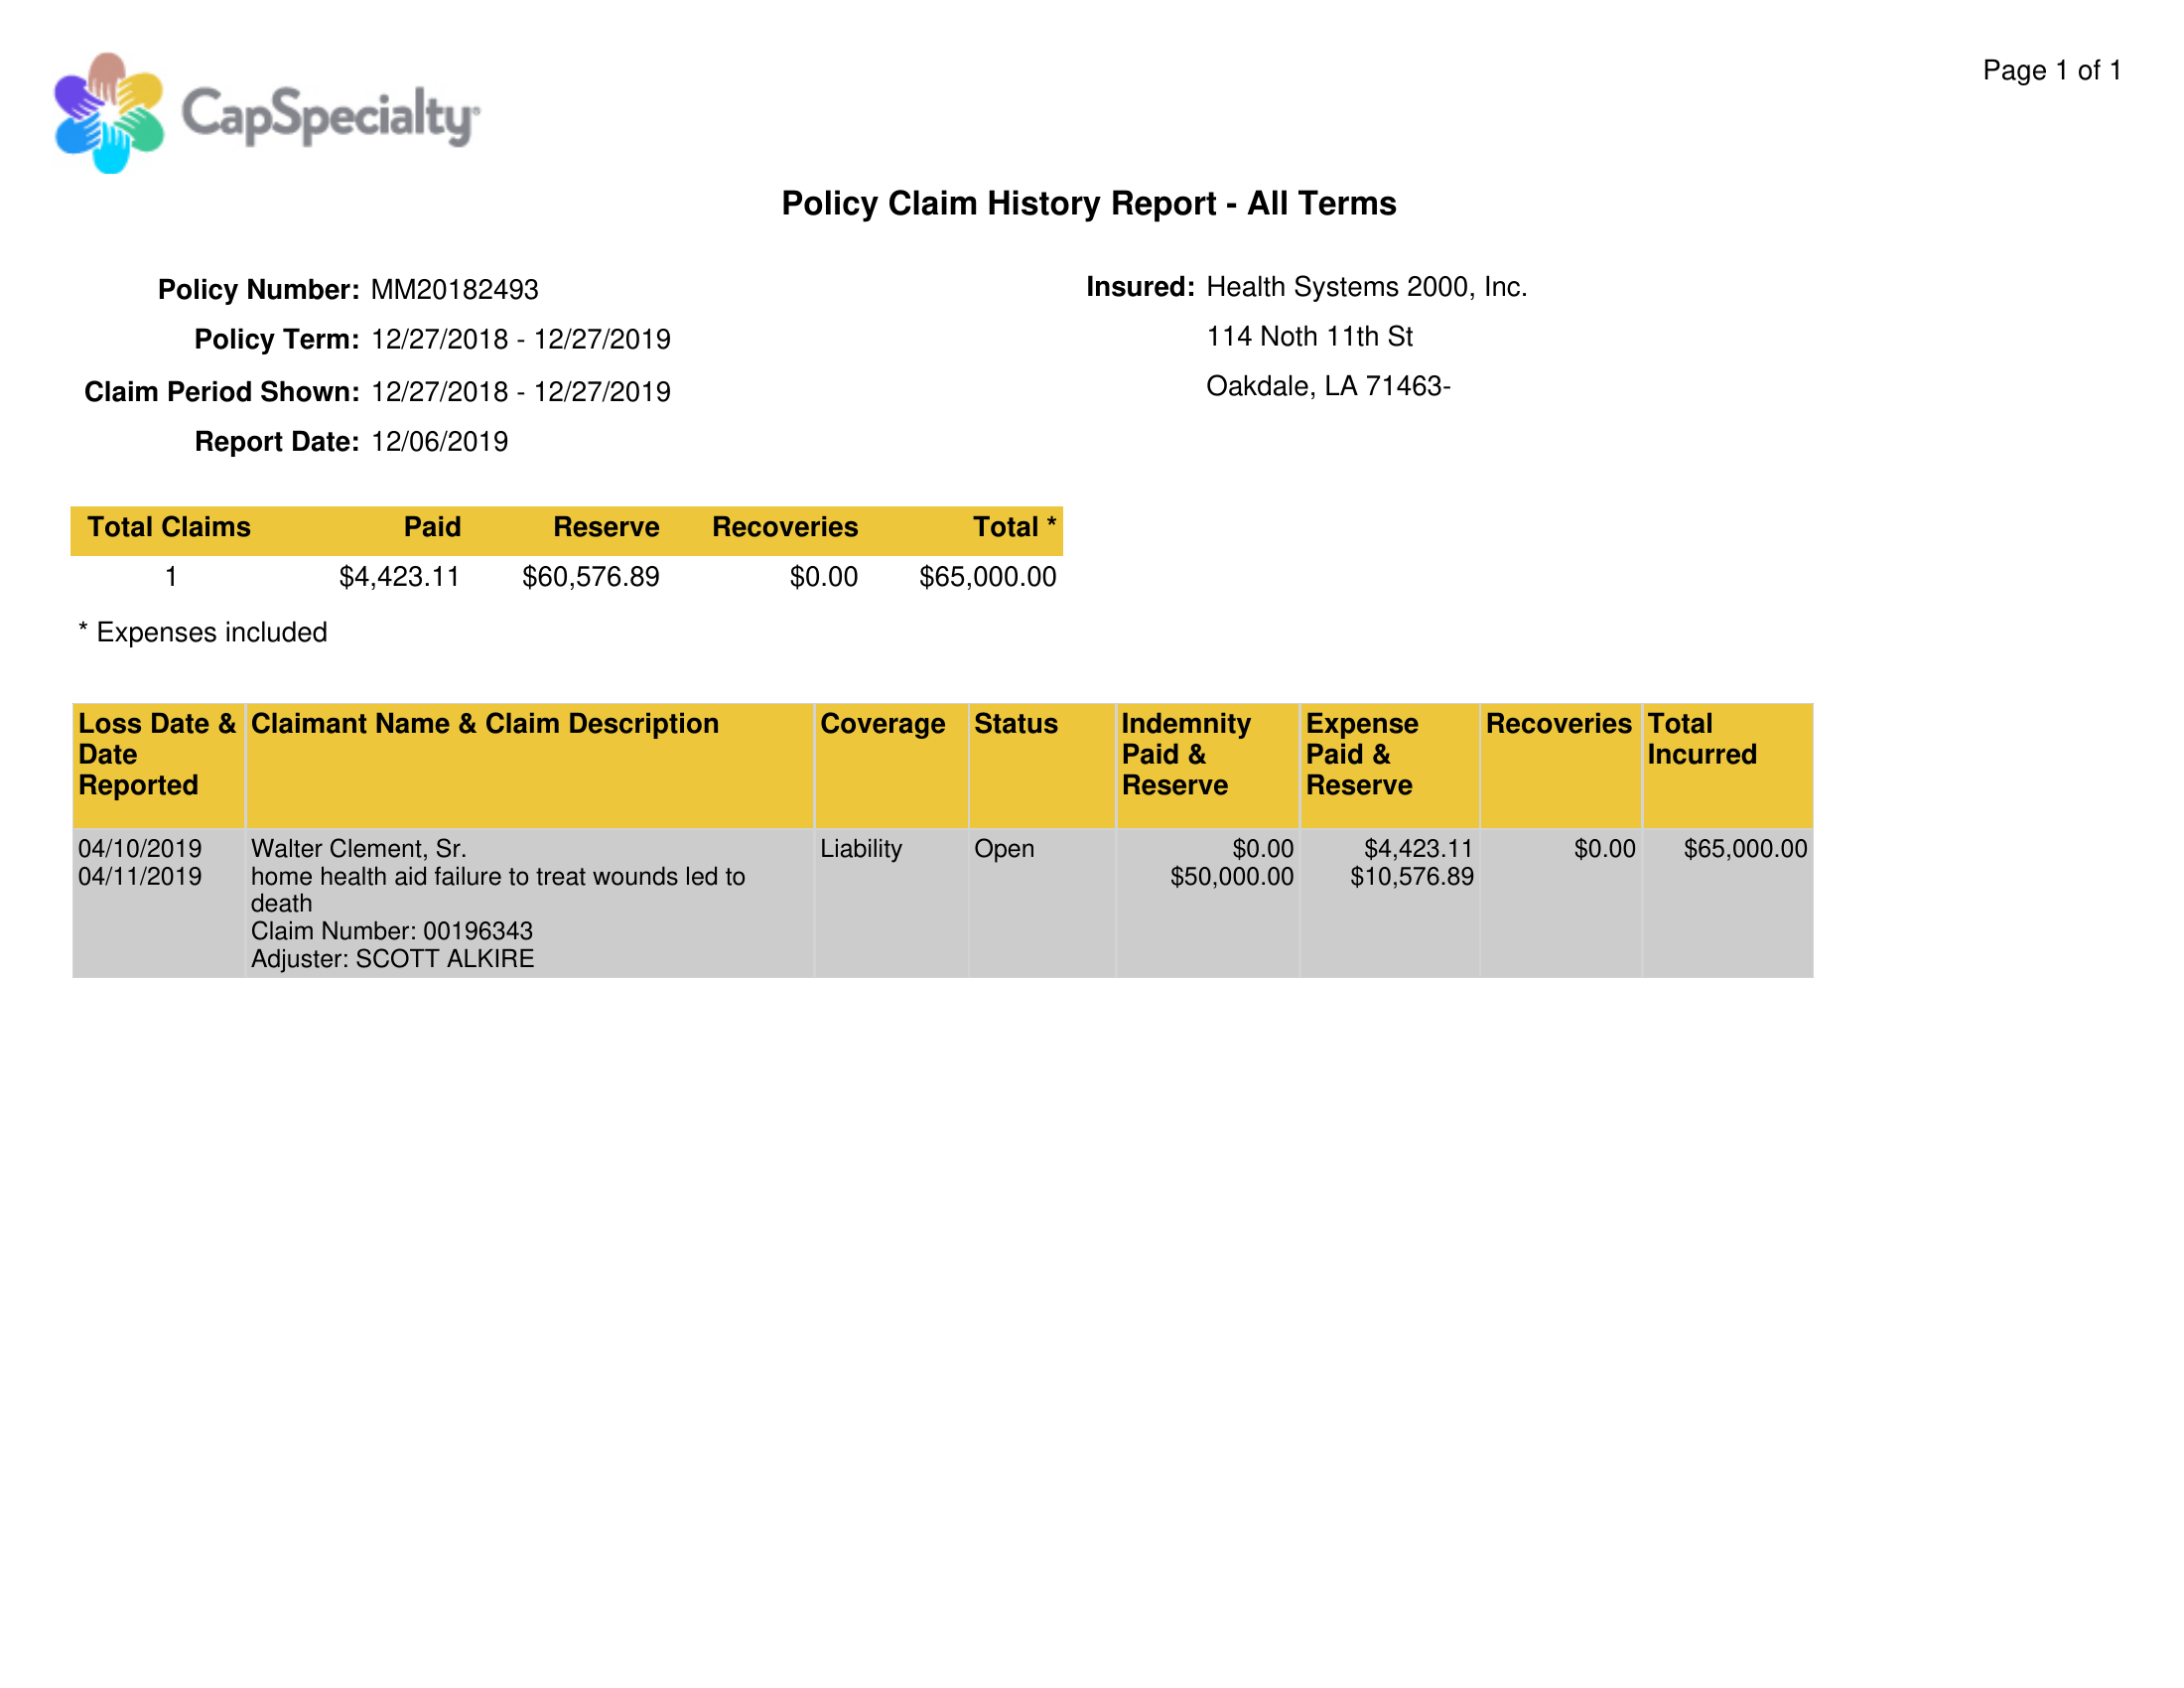 CapSpecialty
Page 1 of 1
Policy Claim History Report - All Terms
Policy Number: MM20182493
Policy Term: 12/27/2018 - 12/27/2019
Claim Period Shown: 12/27/2018 - 12/27/2019
Report Date: 12/06/2019
Insured: Health Systems 2000, Inc.
114 Noth 11th St
Oakdale, LA 71463-
Total Claims Paid Reserve Recoveries Total *
1 $4,423.11 $60,576.89 $0.00 $65,000.00
* Expenses included
Loss Date & Claimant Name & Claim Description Coverage Status Indemnity Expense Recoveries Total
Date Paid & Paid & Incurred
Reported Reserve Reserve
04/10/2019 Walter Clement, Sr. Liability Open $0.00 $4,423.11 $0.00 $65,000.00
04/11/2019 home health aid failure to treat wounds led to $50,000.00 $10,576.89
death
Claim Number: 00196343
Adjuster: SCOTT ALKIRE